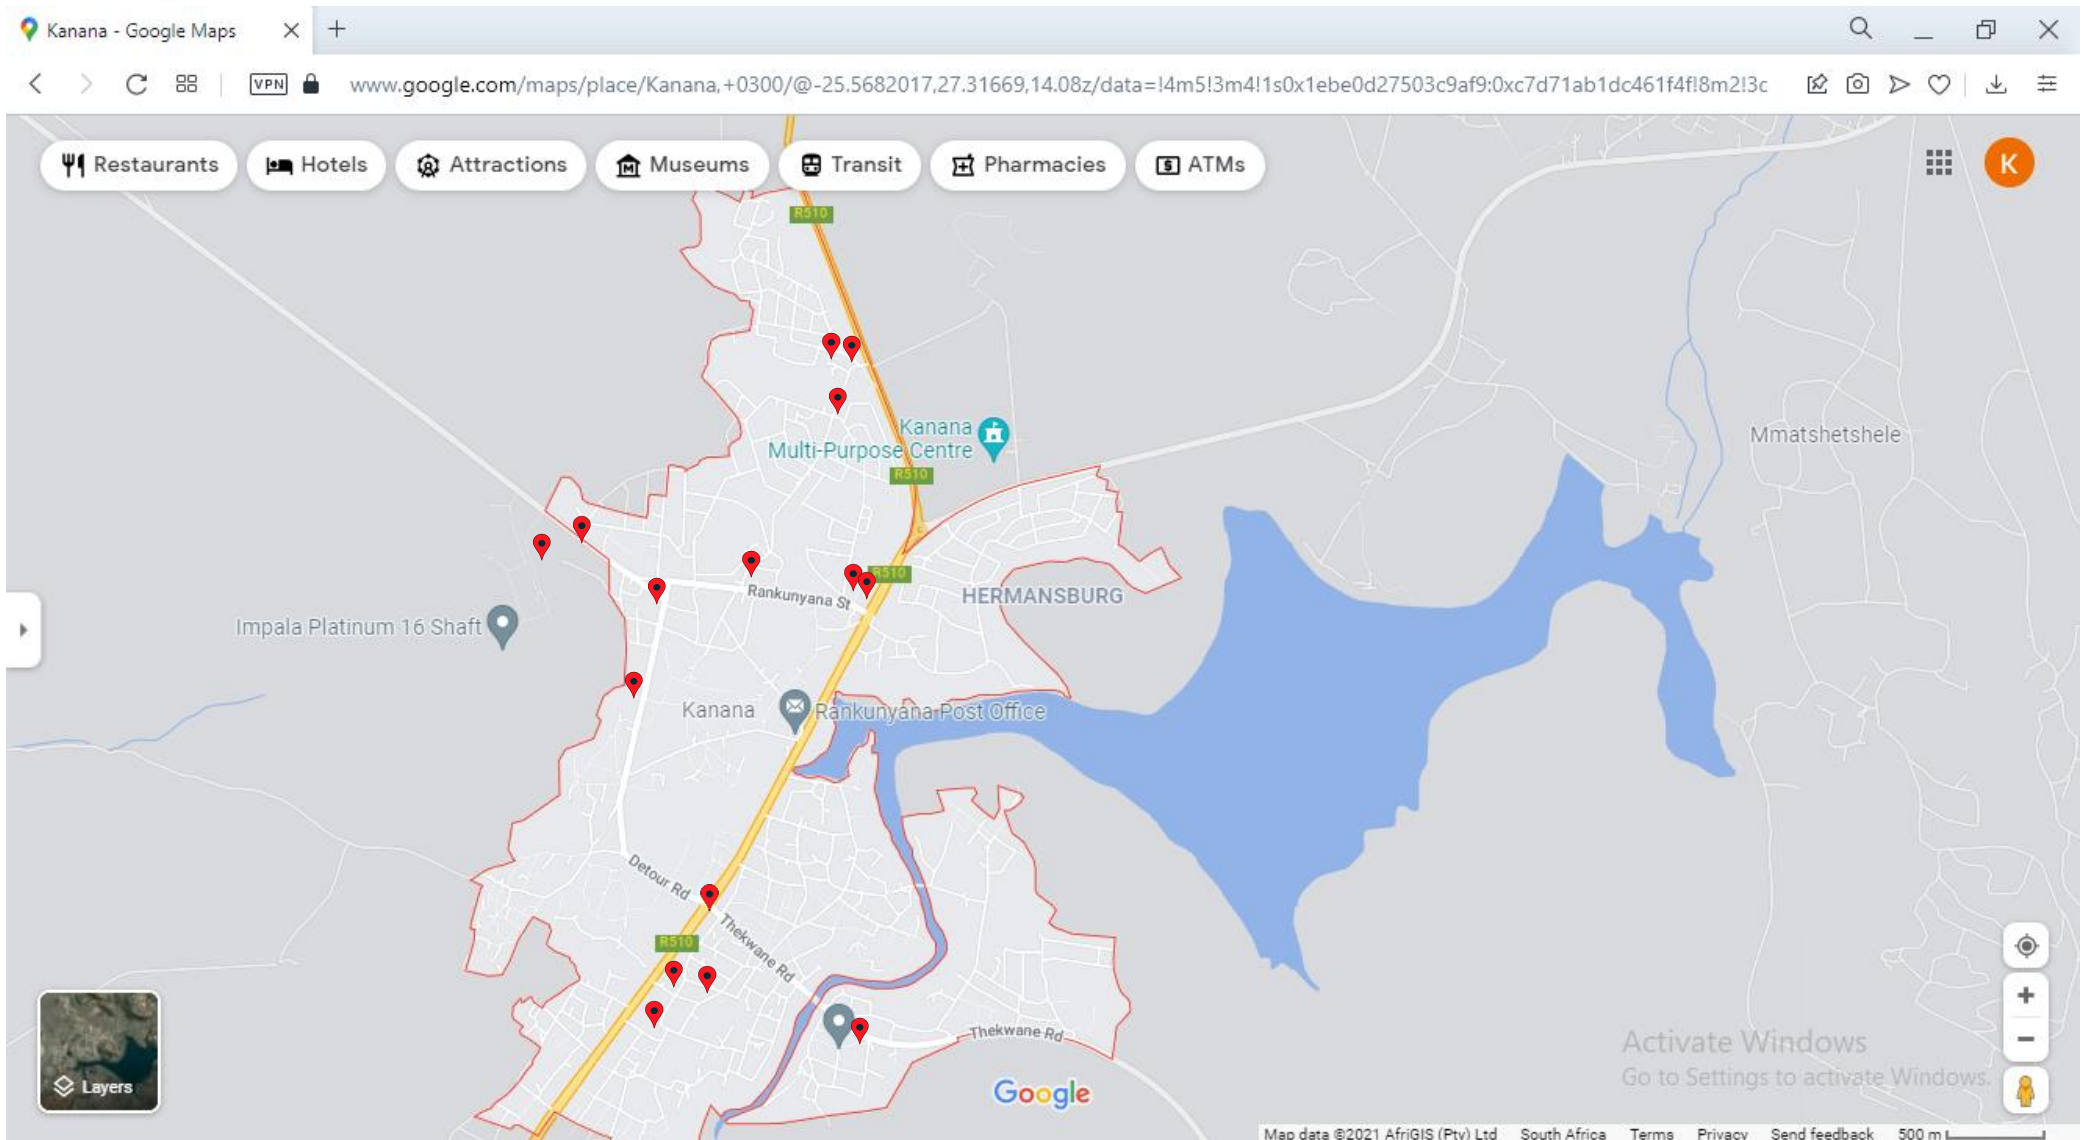 Kanana - Google Maps
VPN
www.google.com/maps/place/Kanana,+0300/@-25.5682017,27.31669,14.08z/data=!4m5!3m4!1s0x1ebe0d27503c9af9:0xc7d71ab1dc461f4f!8m2!3c
Restaurants
Hotels
Attractions
Museums
Transit
Pharmacies
ATMs
K
R510
Kanana
Multi-Purpose Centre
R510
Mmatshetshele
R510
Rankunyana St
HERMANSBURG
Impala Platinum 16 Shaft
Kanana
Rankunyana Post Office
Detour Rd
Thekwane Rd
R510
Thekwane Rd
Layers
Google
Activate Windows
Go to Settings to activate Windows.
Map data ©2021 AfriGIS (Pty) Ltd
South Africa
Terms
Privacy
Send feedback
500 m